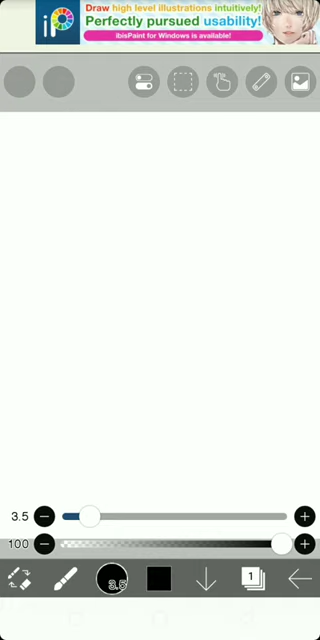 Draw high level illustrations intuitively!
iP Perfectly pursued usability!
ibisPaint for Windows is available!
3.5
100
3.5
1